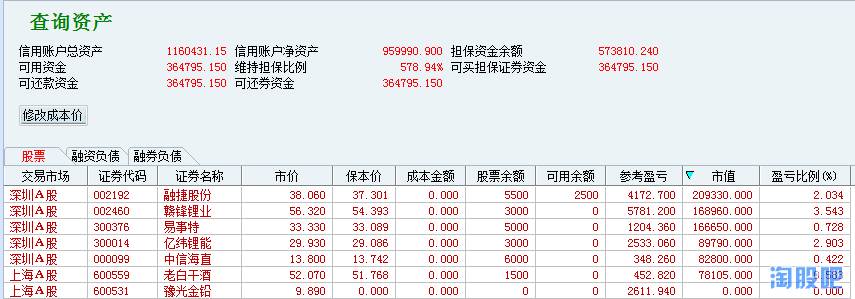 查询资产
信用账户总资产 1160431.15 信用账户净资产 959990.900 担保资金余额 573810.240
可用资金 364795.150 维持担保比例 578.94% 可买担保证券资金 364795.150
可还款资金 364795.150 可还券资金 364795.150
修改成本价
股票 融资负债 融券负债
交易市场 证券代码 证券名称 市价 保本价 成本金额 股票余额 可用余额 参考盈亏 市值 盈亏比例(%)
深圳A股 002192 融捷股份 38.060 37.301 0.000 5500 2500 4172.700 209330.000 2.034
深圳A股 002460 赣锋锂业 56.320 54.393 0.000 3000 0 5781.200 168960.000 3.543
深圳A股 300376 易事特 33.330 33.089 0.000 5000 0 1204.360 166650.000 0.728
深圳A股 300014 亿纬锂能 29.930 29.086 0.000 3000 0 2533.060 89790.000 2.903
深圳A股 000099 中信海直 13.800 13.742 0.000 6000 0 348.260 82800.000 0.422
上海A股 600559 老白干酒 52.070 51.768 0.000 1500 0 452.820 78105.000 0.583
上海A股 600531 豫光金铅 9.890 0.000 0.000 0 0 2611.940 0.000 0.000
淘股吧